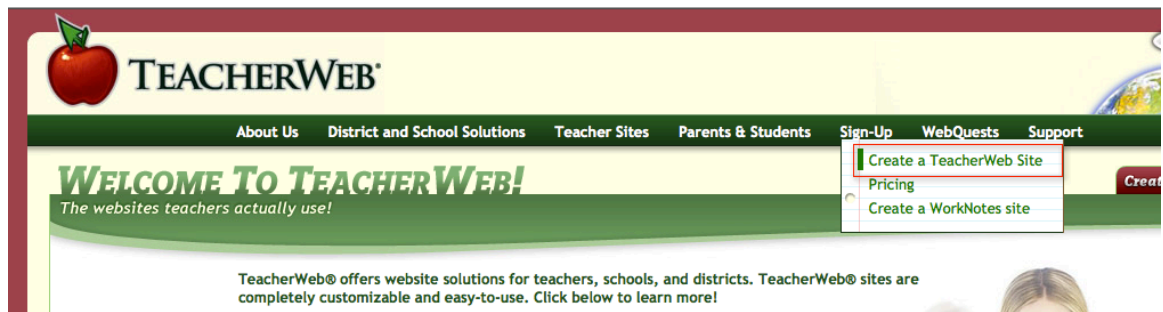 TEACHERWEB®
About Us District and School Solutions Teacher Sites Parents & Students Sign-Up WebQuests Support
Create a TeacherWeb Site
Pricing
Create a WorkNotes site
WELCOME TO TEACHERWEB!
The websites teachers actually use!
Creat
TeacherWeb® offers website solutions for teachers, schools, and districts. TeacherWeb® sites are
completely customizable and easy-to-use. Click below to learn more!